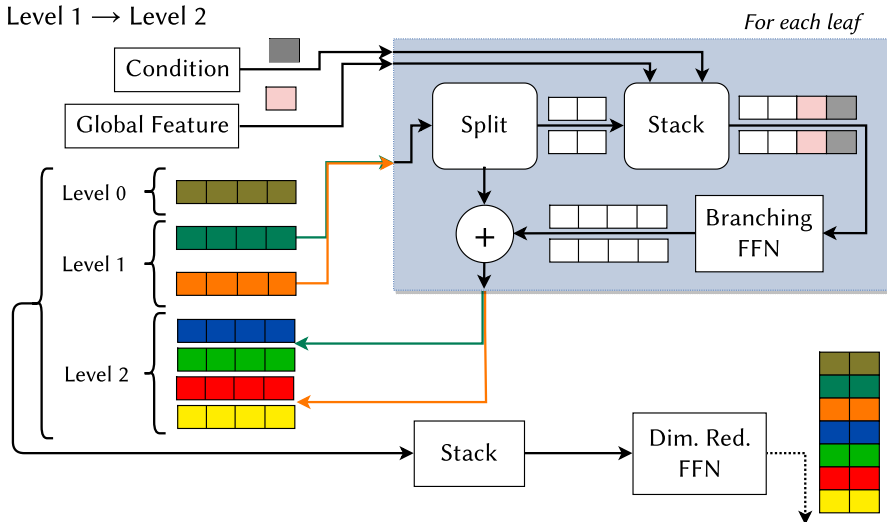 Level 1 → Level 2
For each leaf
Condition
Global Feature
Split
Stack
Level 0
Level 1
Level 2
+
Branching
FFN
Stack
Dim. Red.
FFN